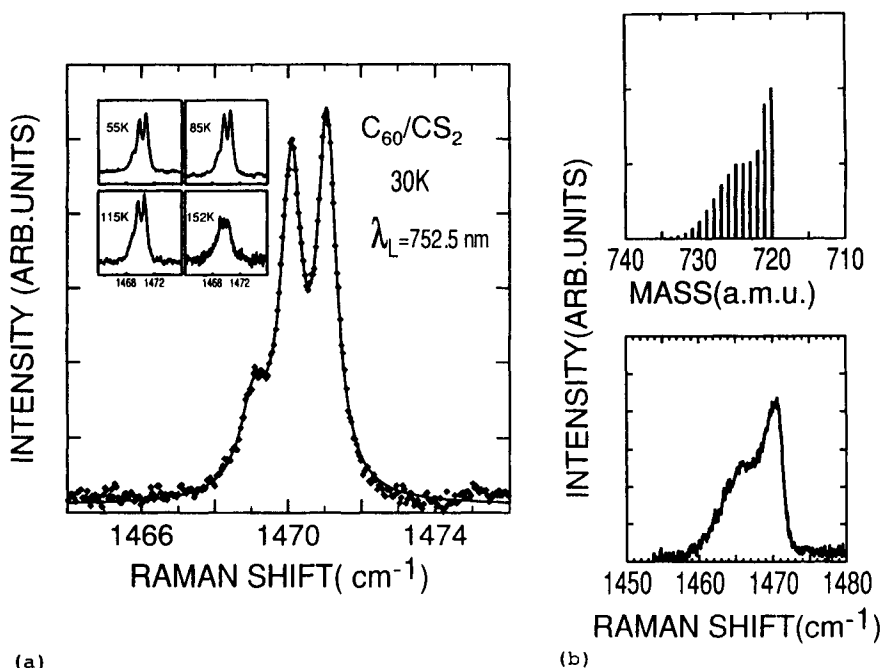 INTENSITY (ARB.UNITS)
55K
85K
115K
152K
1468 1472
1468 1472
C60/CS2
30K
λL=752.5 nm
1466 1470 1474
RAMAN SHIFT( cm-1)
(a)
INTENSITY(ARB.UNITS)
740 730 720 710
MASS(a.m.u.)
1450 1460 1470 1480
RAMAN SHIFT(cm-1)
(b)